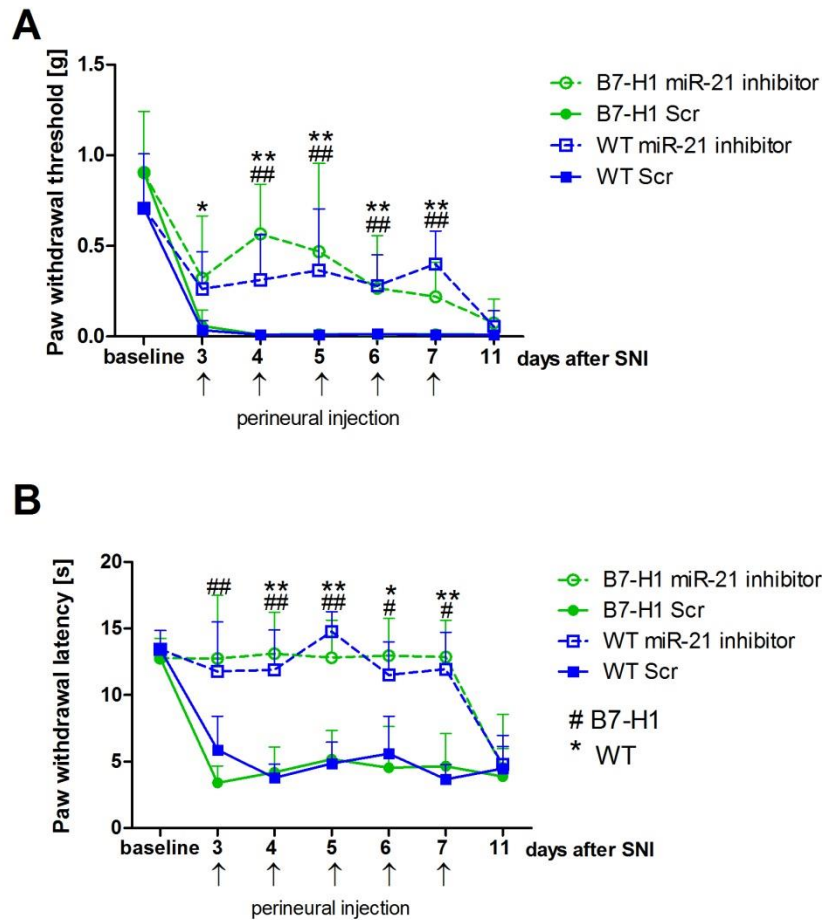 A
Paw withdrawal threshold [g]
1.5
1.0
0.5
0.0
B7-H1 miR-21 inhibitor
B7-H1 Scr
WT miR-21 inhibitor
WT Scr
*
**
##
**
##
**
##
**
##
baseline 3 4 5 6 7 11 days after SNI
↑ ↑ ↑ ↑ ↑
perineural injection
B
Paw withdrawal latency [s]
20
15
10
5
0
B7-H1 miR-21 inhibitor
B7-H1 Scr
WT miR-21 inhibitor
WT Scr
# B7-H1
* WT
##
**
##
**
##
*
#
**
#
baseline 3 4 5 6 7 11 days after SNI
↑ ↑ ↑ ↑ ↑
perineural injection